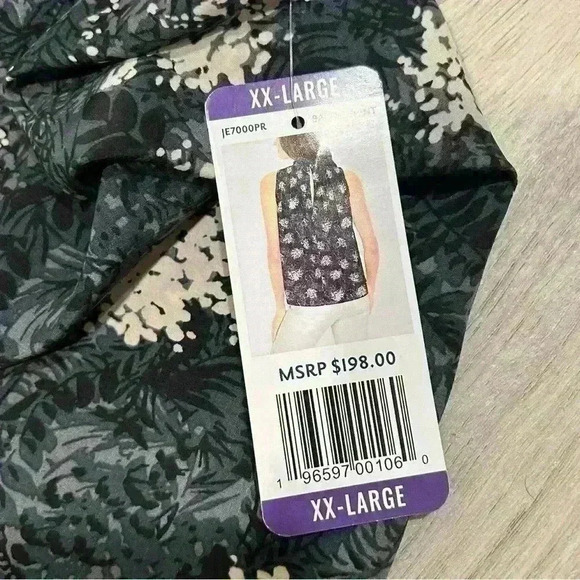 XX-LARGE
JE7000PR
MSRP $198.00
1 96597 00106 0
XX-LARGE